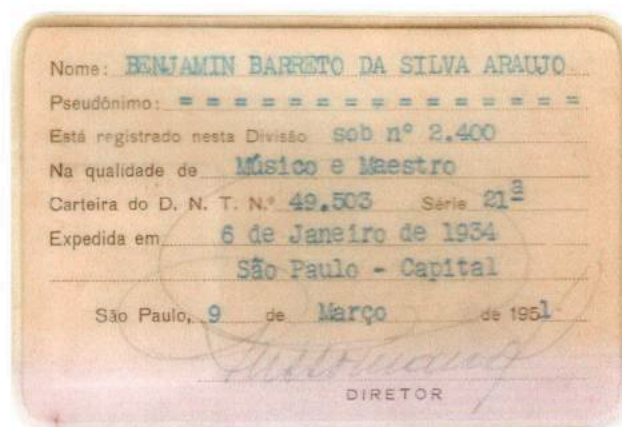 Nome: BENJAMIN BARRETO DA SILVA ARAUJO
Pseudônimo: = = = = = = = = = = = = = = =
Está registrado nesta Divisão sob nº 2.400
Na qualidade de Músico e Maestro
Carteira do D. N. T. N.º 49.503 Série 21ª
Expedida em 6 de Janeiro de 1934
São Paulo - Capital
São Paulo, 9 de Março de 1951
DIRETOR